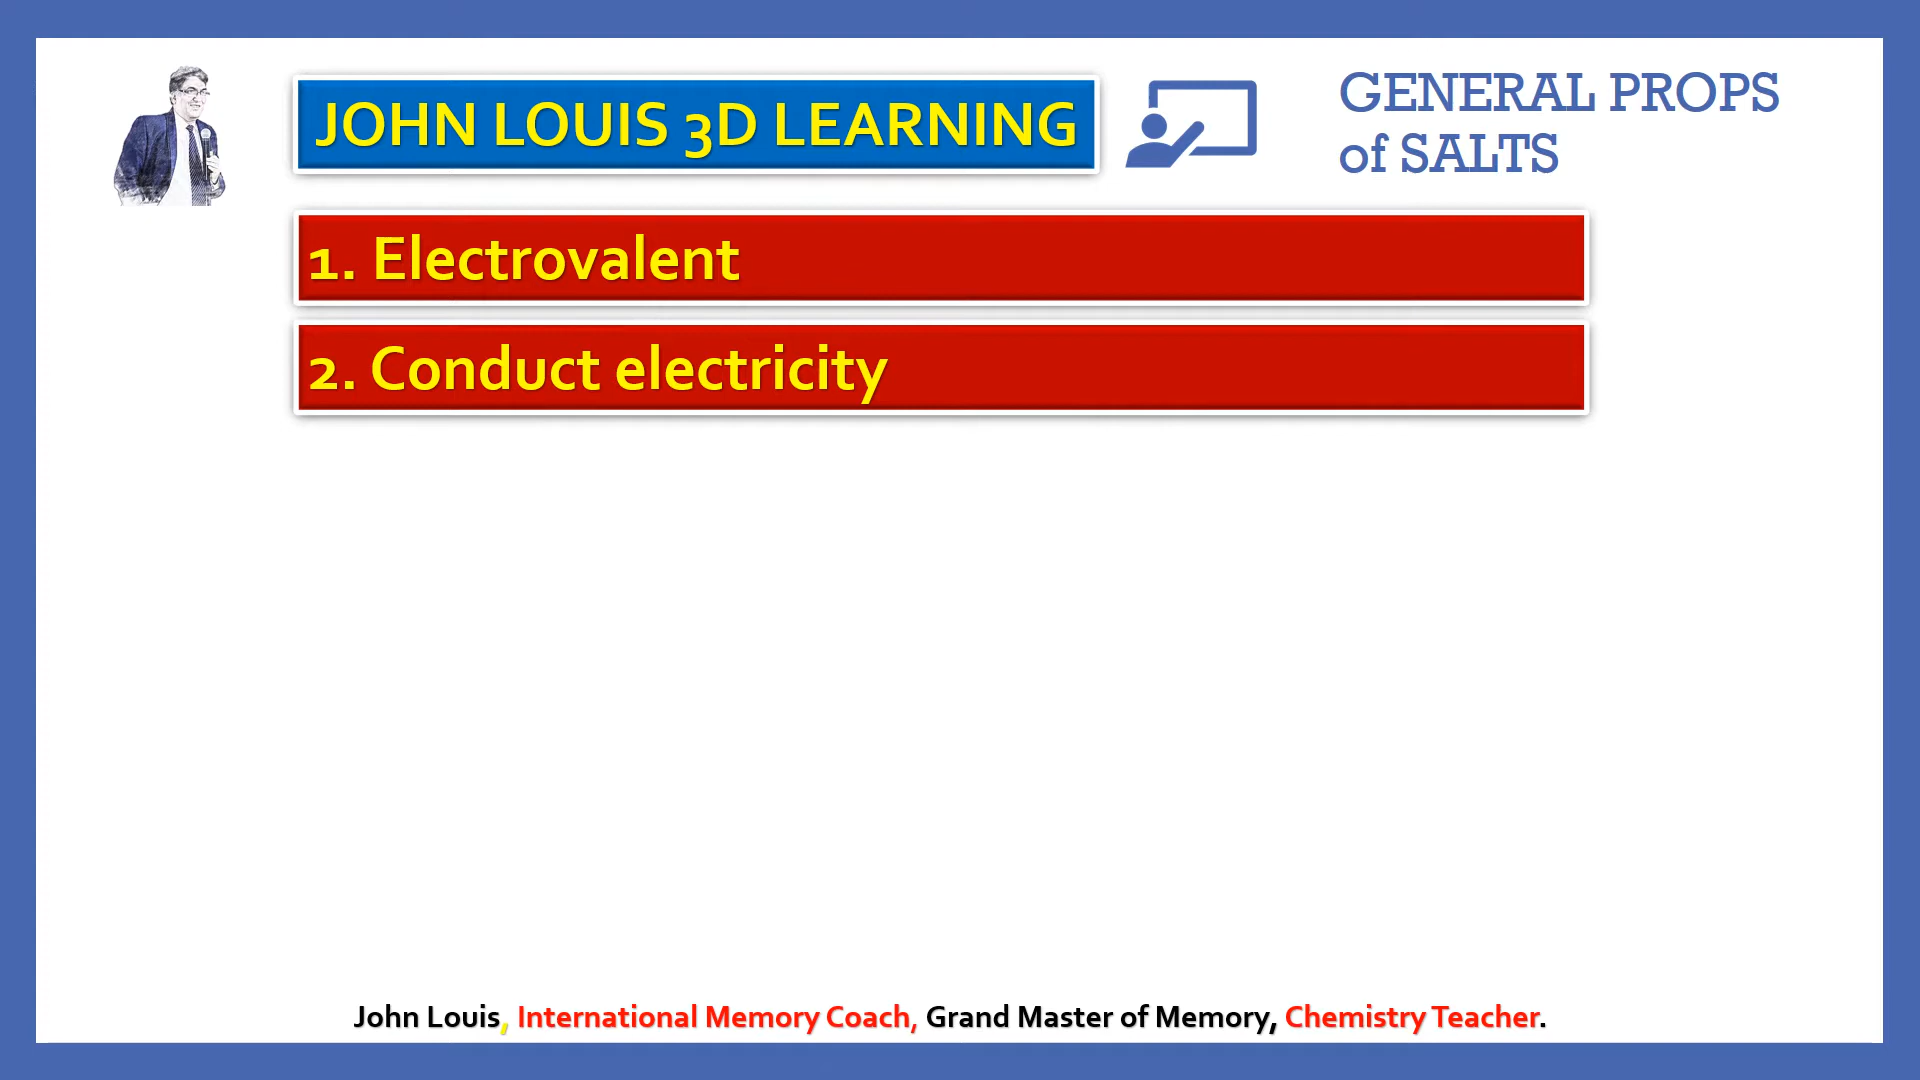 JOHN LOUIS 3D LEARNING
GENERAL PROPS
of SALTS
1. Electrovalent
2. Conduct electricity
John Louis, International Memory Coach, Grand Master of Memory, Chemistry Teacher.